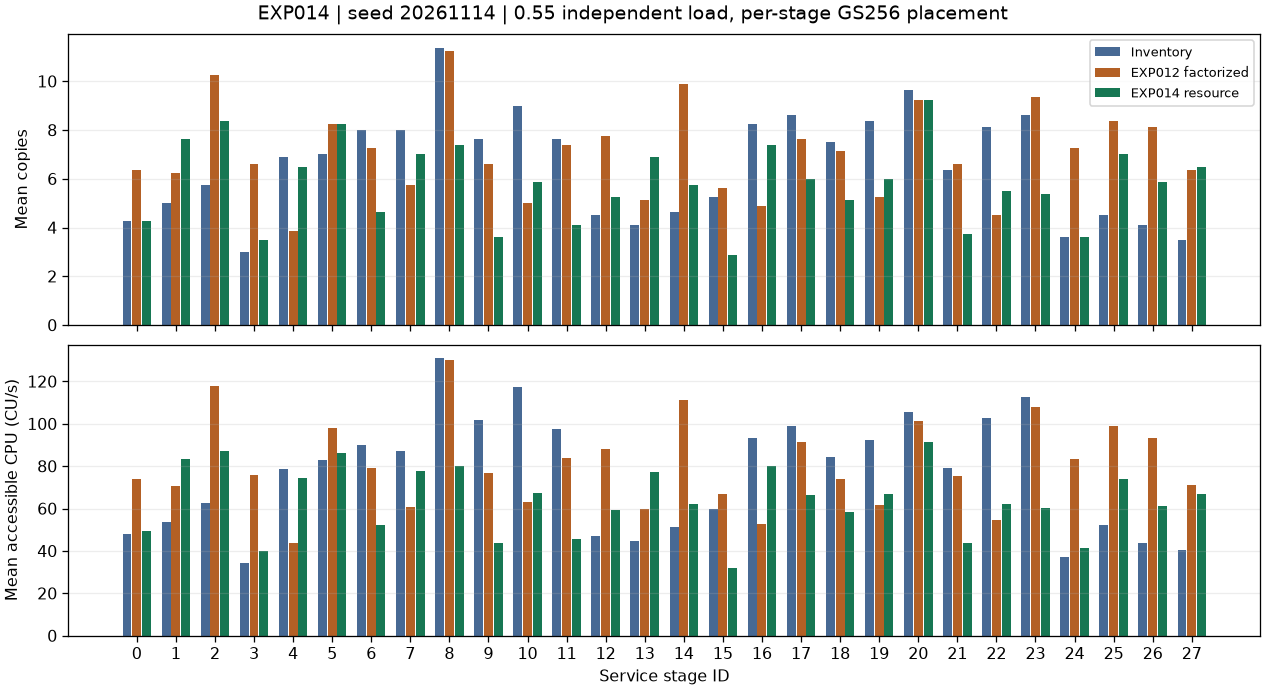 EXP014 | seed 20261114 | 0.55 independent load, per-stage GS256 placement
Mean copies
10
8
6
4
2
0
Inventory
EXP012 factorized
EXP014 resource
Mean accessible CPU (CU/s)
120
100
80
60
40
20
0
0 1 2 3 4 5 6 7 8 9 10 11 12 13 14 15 16 17 18 19 20 21 22 23 24 25 26 27
Service stage ID